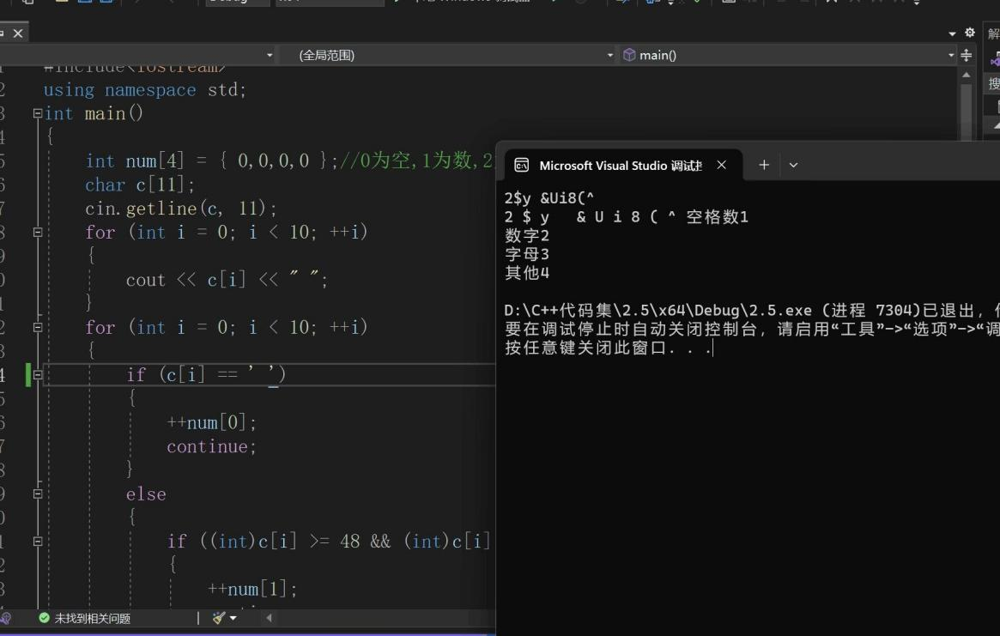 (全局范围)
main()
#include<iostream>
using namespace std;
int main()
{
int num[4] = { 0,0,0,0 };//0为空,1为数,2
char c[11];
cin.getline(c, 11);
for (int i = 0; i < 10; ++i)
{
cout << c[i] << " ";
}
for (int i = 0; i < 10; ++i)
{
if (c[i] == ' ')
{
++num[0];
continue;
}
else
{
if ((int)c[i] >= 48 && (int)c[i]
{
++num[1];
未找到相关问题
Microsoft Visual Studio 调试
2$y &Ui8(^
2 $ y   & U i 8 ( ^ 空格数1
数字2
字母3
其他4
D:\C++代码集\2.5\x64\Debug\2.5.exe (进程 7304)已退出，
要在调试停止时自动关闭控制台，请启用“工具”->“选项”->“调
按任意键关闭此窗口. . .
解
搜